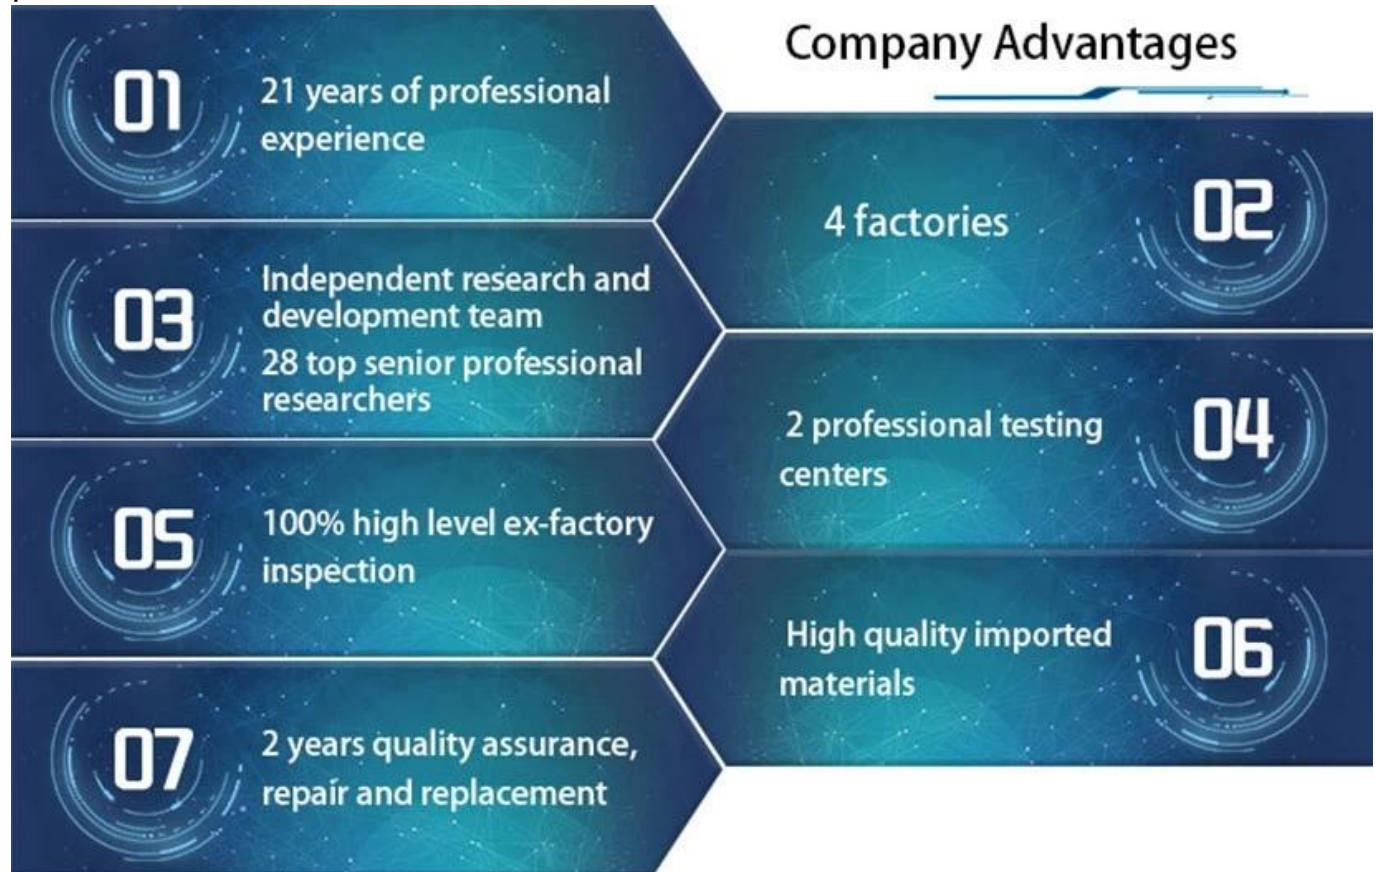 Company Advantages
01
21 years of professional
experience
02
4 factories
03
Independent research and
development team
28 top senior professional
researchers
04
2 professional testing
centers
05
100% high level ex-factory
inspection
06
High quality imported
materials
07
2 years quality assurance,
repair and replacement